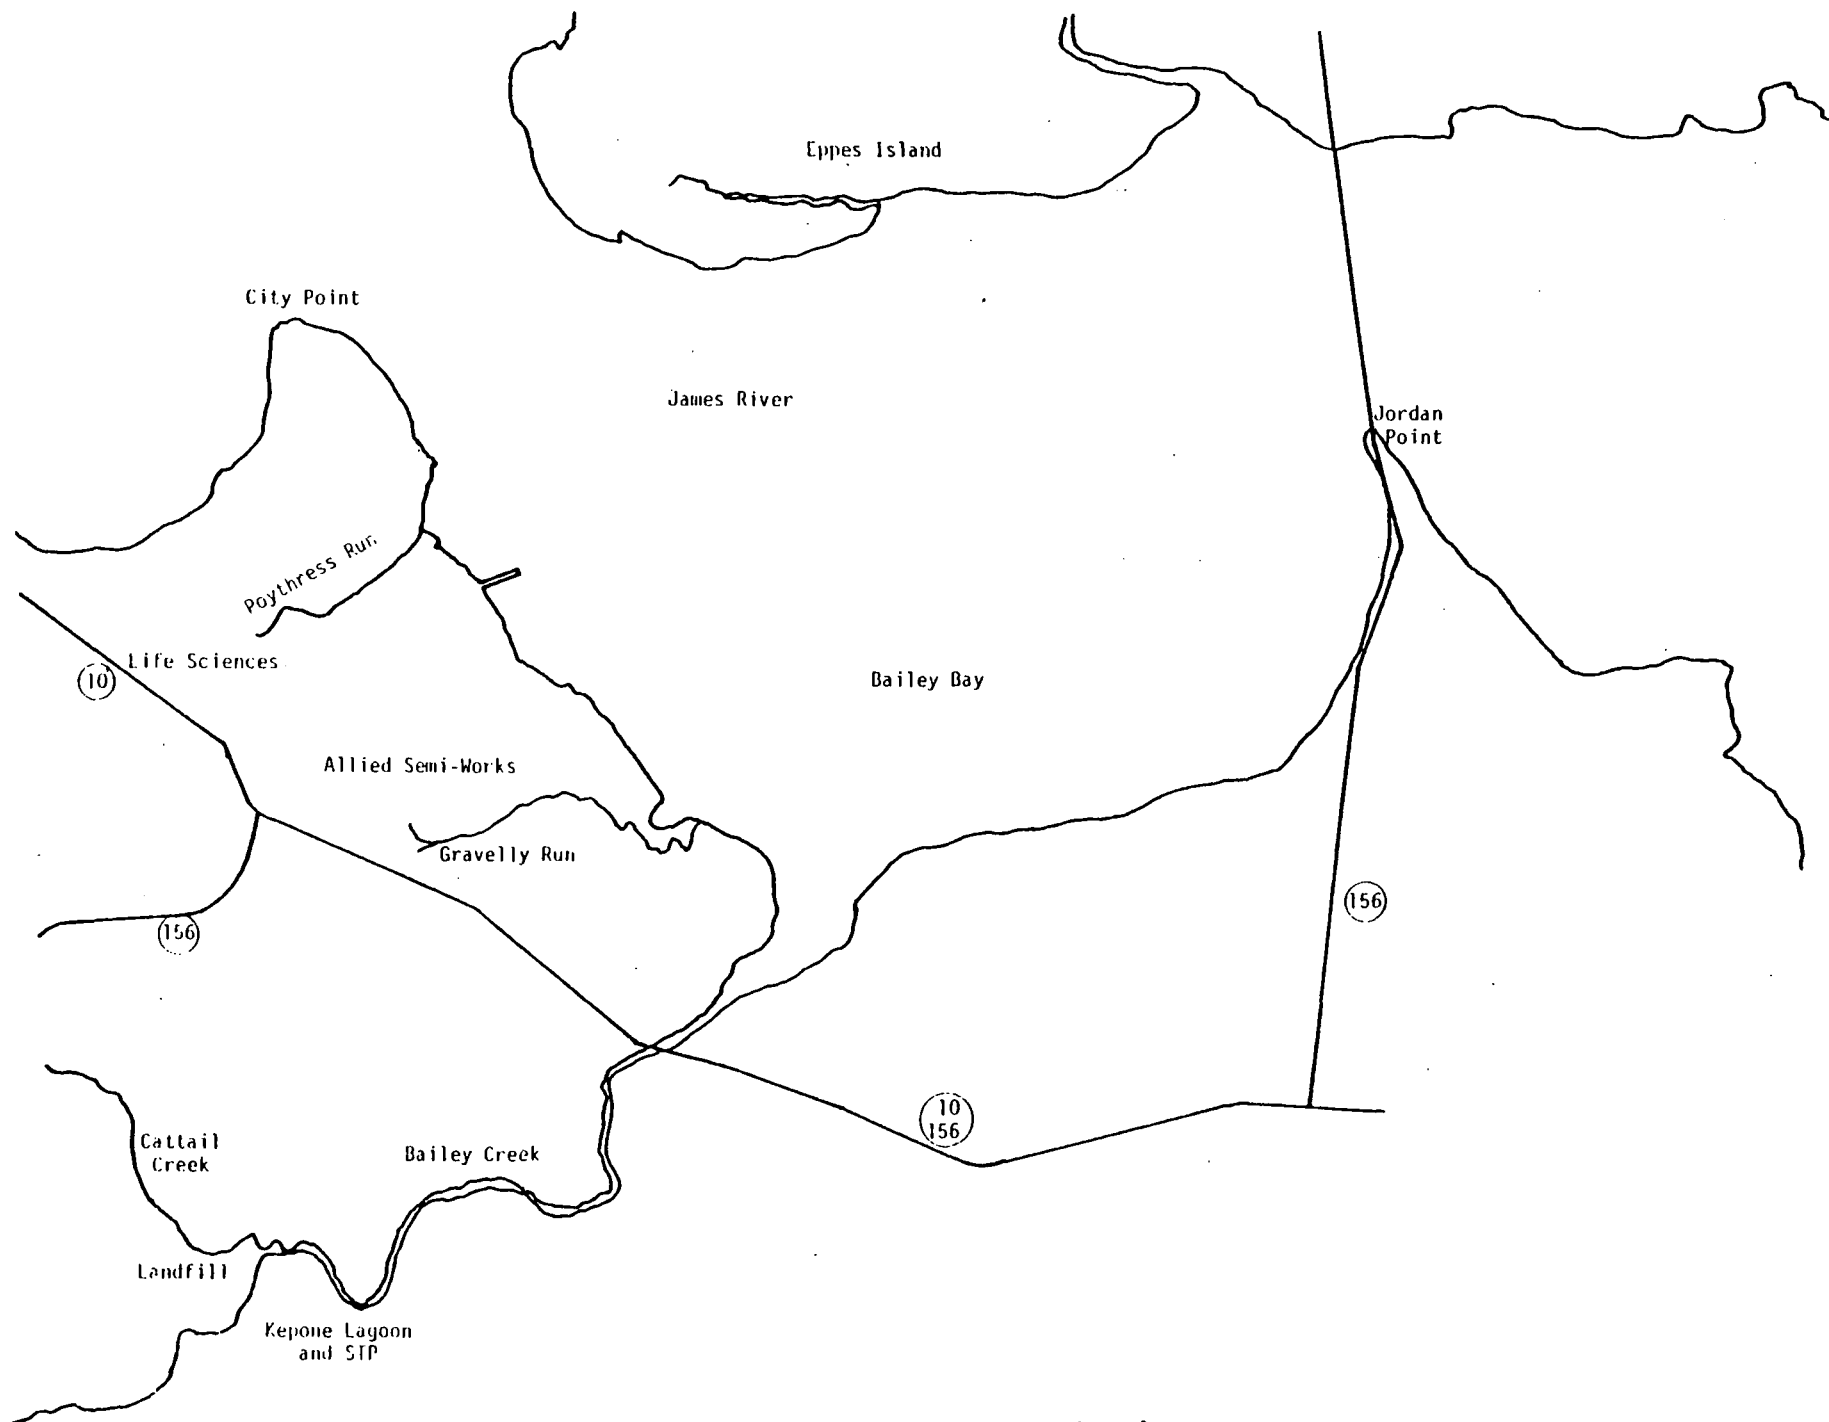 Eppes Island
City Point
James River
Jordan
Point
Poythress Run
Life Sciences
10
Bailey Bay
Allied Semi-Works
Gravelly Run
156
156
10
156
Cattail
Creek
Bailey Creek
Landfill
Kepone Lagoon
and STP